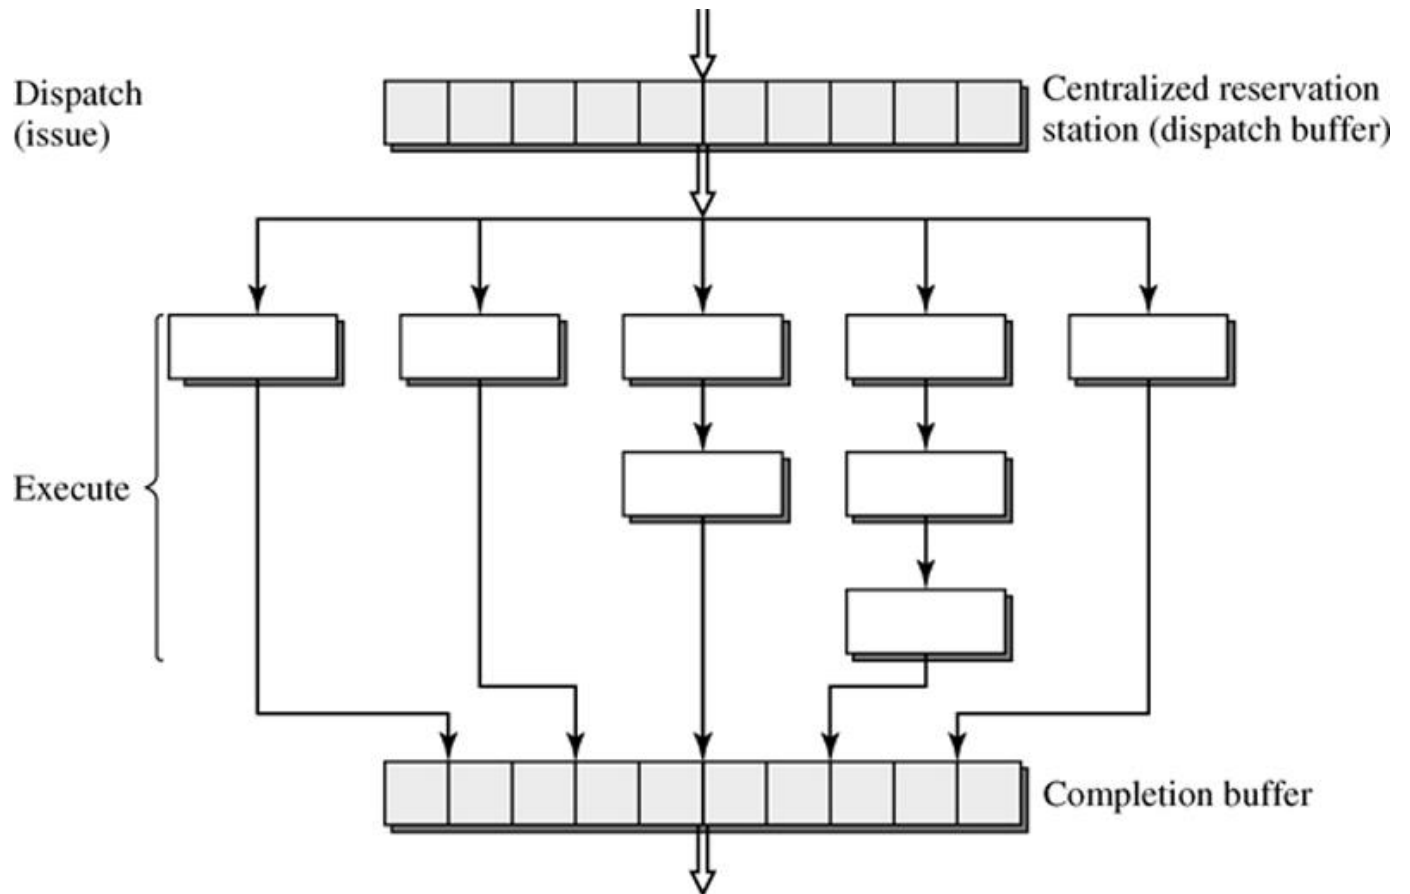 Dispatch
(issue)
Centralized reservation
station (dispatch buffer)
Execute
Completion buffer